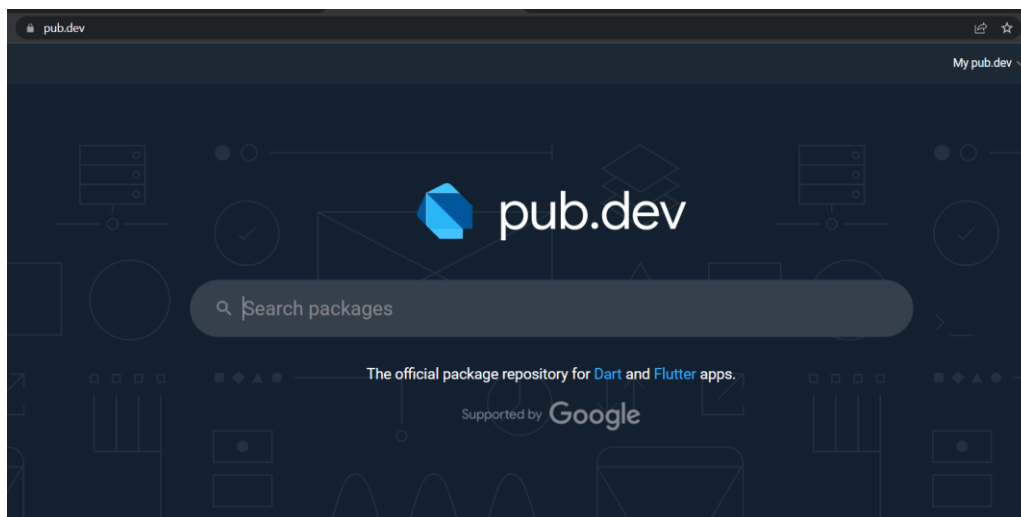 pub.dev
My pub.dev
pub.dev
Search packages
The official package repository for Dart and Flutter apps.
Supported by Google